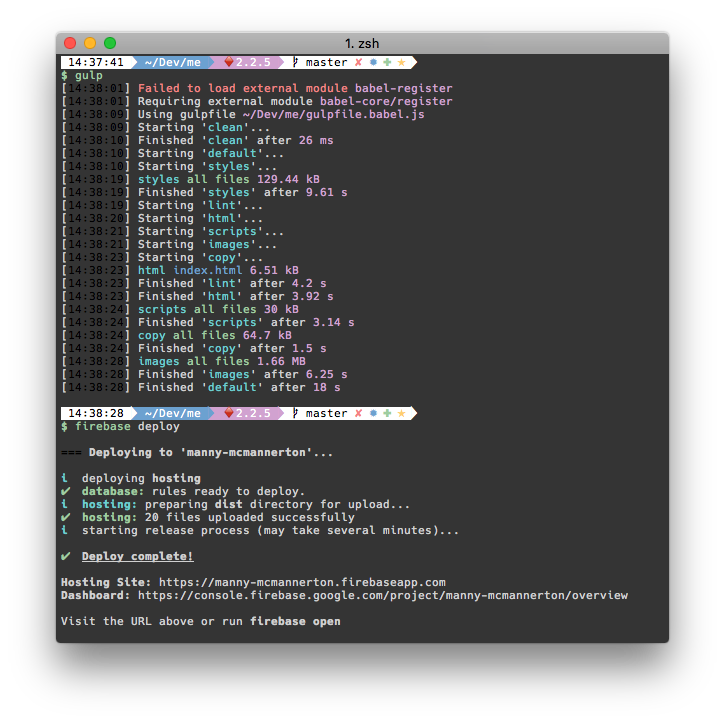 1. zsh
14:37:41 ~/Dev/me 2.2.5 master ✘ ✚ ★
$ gulp
[14:38:01] Failed to load external module babel-register
[14:38:01] Requiring external module babel-core/register
[14:38:09] Using gulpfile ~/Dev/me/gulpfile.babel.js
[14:38:09] Starting 'clean'...
[14:38:10] Finished 'clean' after 26 ms
[14:38:10] Starting 'default'...
[14:38:10] Starting 'styles'...
[14:38:19] styles all files 129.44 kB
[14:38:19] Finished 'styles' after 9.61 s
[14:38:19] Starting 'lint'...
[14:38:20] Starting 'html'...
[14:38:21] Starting 'scripts'...
[14:38:21] Starting 'images'...
[14:38:23] Starting 'copy'...
[14:38:23] html index.html 6.51 kB
[14:38:23] Finished 'lint' after 4.2 s
[14:38:23] Finished 'html' after 3.92 s
[14:38:24] scripts all files 30 kB
[14:38:24] Finished 'scripts' after 3.14 s
[14:38:24] copy all files 64.7 kB
[14:38:24] Finished 'copy' after 1.5 s
[14:38:28] images all files 1.66 MB
[14:38:28] Finished 'images' after 6.25 s
[14:38:28] Finished 'default' after 18 s
14:38:28 ~/Dev/me 2.2.5 master ✘ ✚ ★
$ firebase deploy
=== Deploying to 'manny-mcmannerton'...
i deploying hosting
✔ database: rules ready to deploy.
i hosting: preparing dist directory for upload...
✔ hosting: 20 files uploaded successfully
i starting release process (may take several minutes)...
✔ Deploy complete!
Hosting Site: https://manny-mcmannerton.firebaseapp.com
Dashboard: https://console.firebase.google.com/project/manny-mcmannerton/overview
Visit the URL above or run firebase open